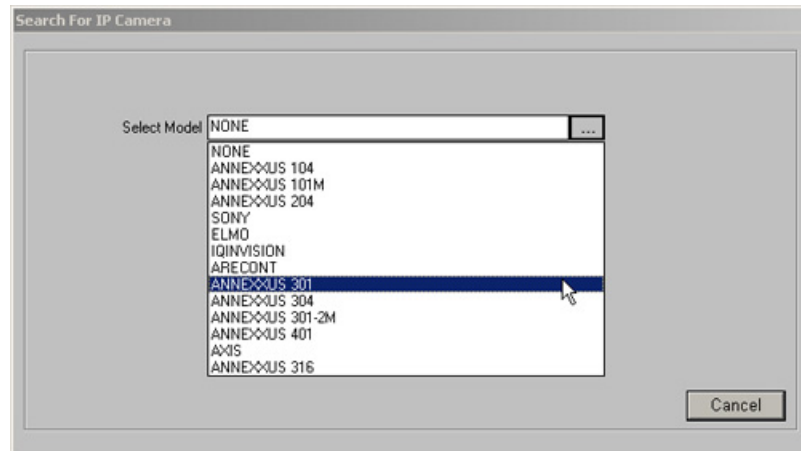 Search For IP Camera
Select Model NONE ...
NONE
ANNEXXUS 104
ANNEXXUS 101M
ANNEXXUS 204
SONY
ELMO
IQINVISION
ARECONT
ANNEXXUS 301
ANNEXXUS 304
ANNEXXUS 301-2M
ANNEXXUS 401
AXIS
ANNEXXUS 316
Cancel